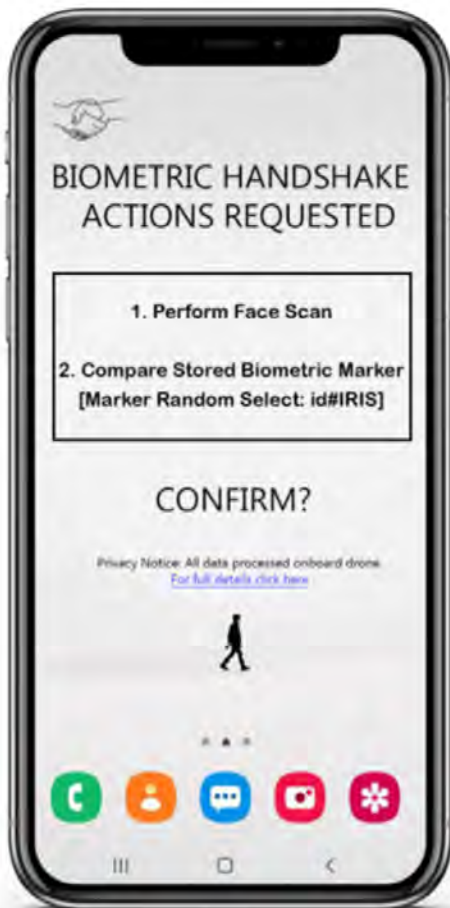 BIOMETRIC HANDSHAKE
ACTIONS REQUESTED
1. Perform Face Scan
2. Compare Stored Biometric Marker
[Marker Random Select: id#IRIS]
CONFIRM?
Privacy Notice: All data processed onboard drone.
For full details click here